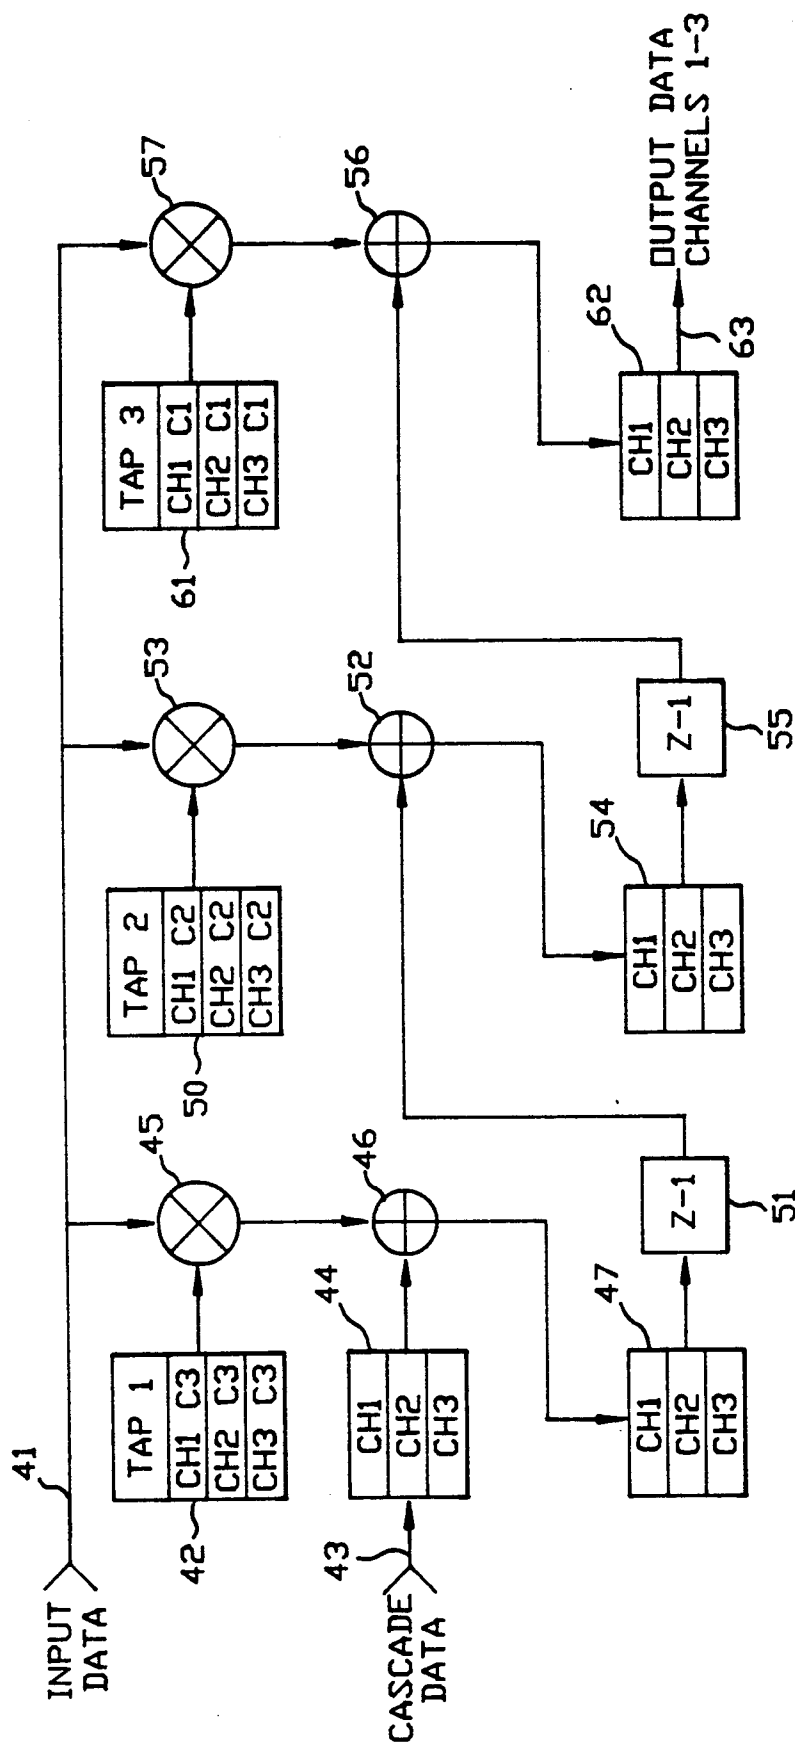 INPUT
DATA
41
TAP 1
CH1 C3
CH2 C3
CH3 C3
42
45
TAP 2
CH1 C2
CH2 C2
CH3 C2
50
53
TAP 3
CH1 C1
CH2 C1
CH3 C1
61
57
CASCADE
DATA
43
CH1
CH2
CH3
44
46
52
56
CH1
CH2
CH3
47
Z-1
51
CH1
CH2
CH3
54
Z-1
55
CH1
CH2
CH3
62
63
OUTPUT DATA
CHANNELS 1-3